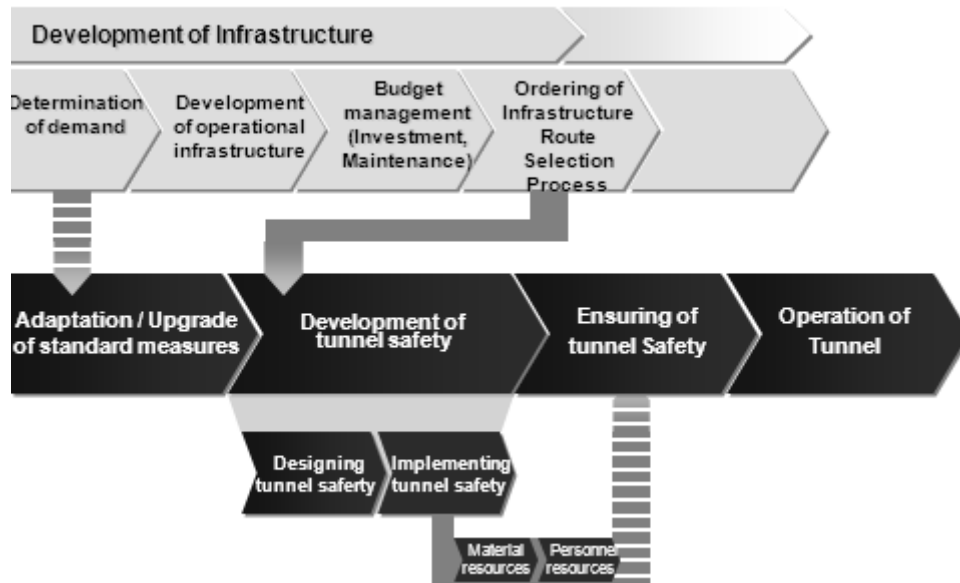 Development of Infrastructure
Determination
of demand
Development
of operational
infrastructure
Budget
management
(Investment,
Maintenance)
Ordering of
Infrastructure
Route
Selection
Process
Adaptation / Upgrade
of standard measures
Development of
tunnel safety
Ensuring of
tunnel Safety
Operation of
Tunnel
Designing
tunnel saferty
Implementing
tunnel safety
Material
resources
Personnel
resources